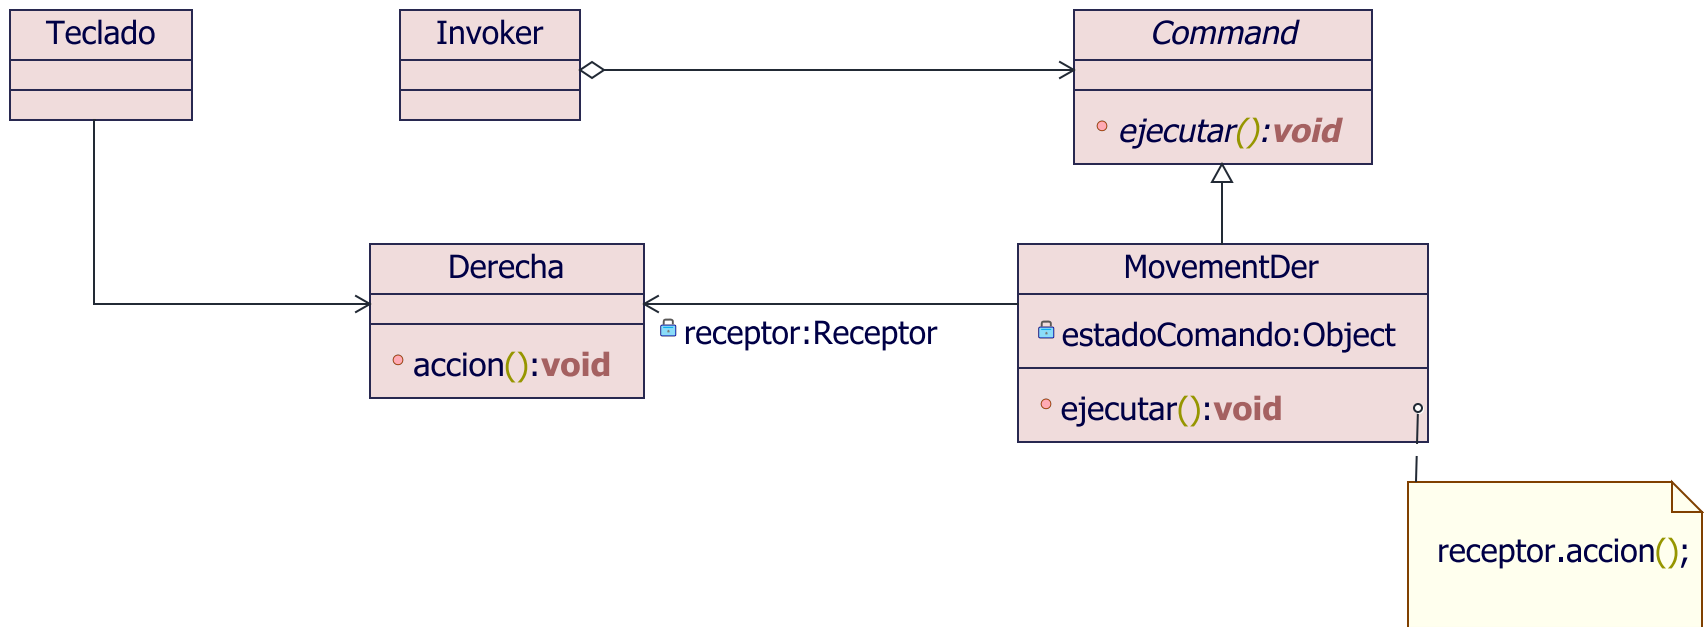 Teclado
Invoker
Command
ejecutar():void
Derecha
accion():void
receptor:Receptor
MovementDer
estadoComando:Object
ejecutar():void
receptor.accion();